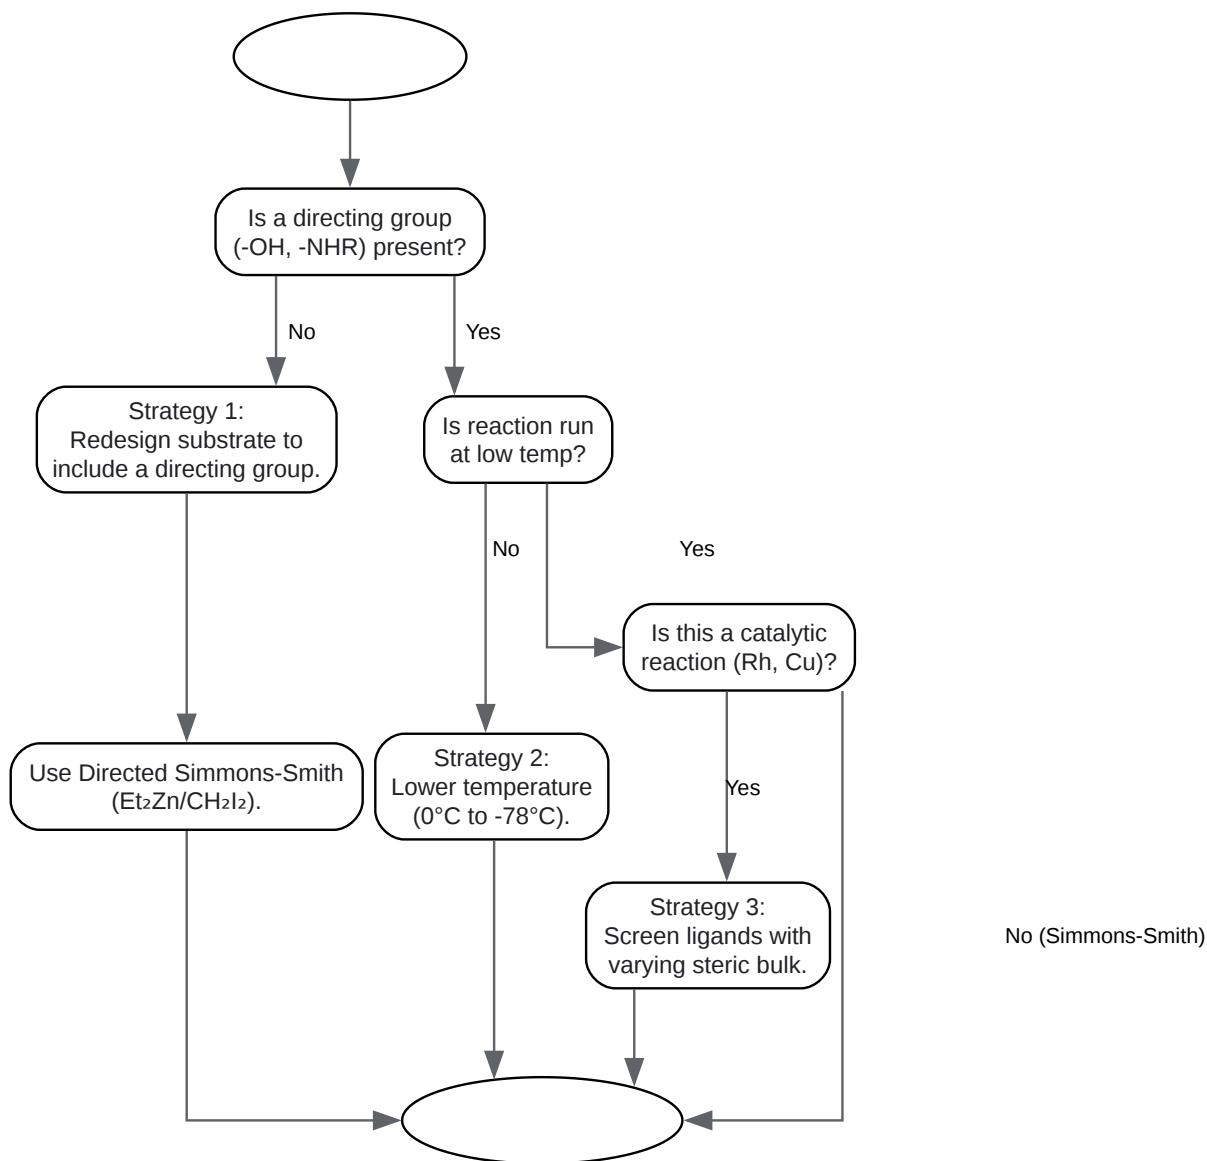 Is a directing group
(-OH, -NHR) present?
No
Yes
Strategy 1:
Redesign substrate to
include a directing group.
Is reaction run
at low temp?
No
Yes
Is this a catalytic
reaction (Rh, Cu)?
Use Directed Simmons-Smith
(Et₂Zn/CH₂I₂).
Strategy 2:
Lower temperature
(0°C to -78°C).
Yes
Strategy 3:
Screen ligands with
varying steric bulk.
No (Simmons-Smith)